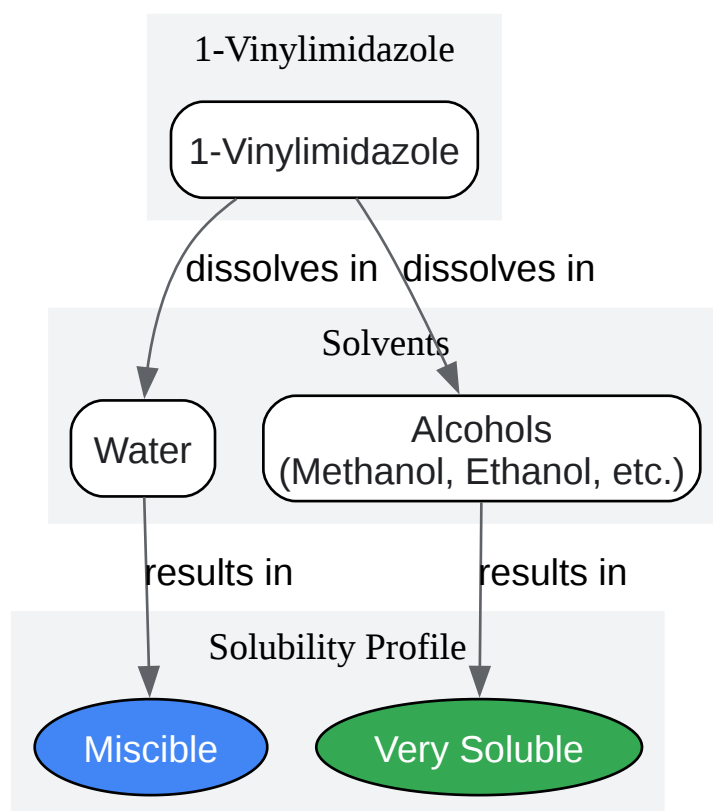 1-Vinylimidazole
1-Vinylimidazole
dissolves in
dissolves in
Solvents
Water
Alcohols
(Methanol, Ethanol, etc.)
results in
results in
Solubility Profile
Miscible
Very Soluble